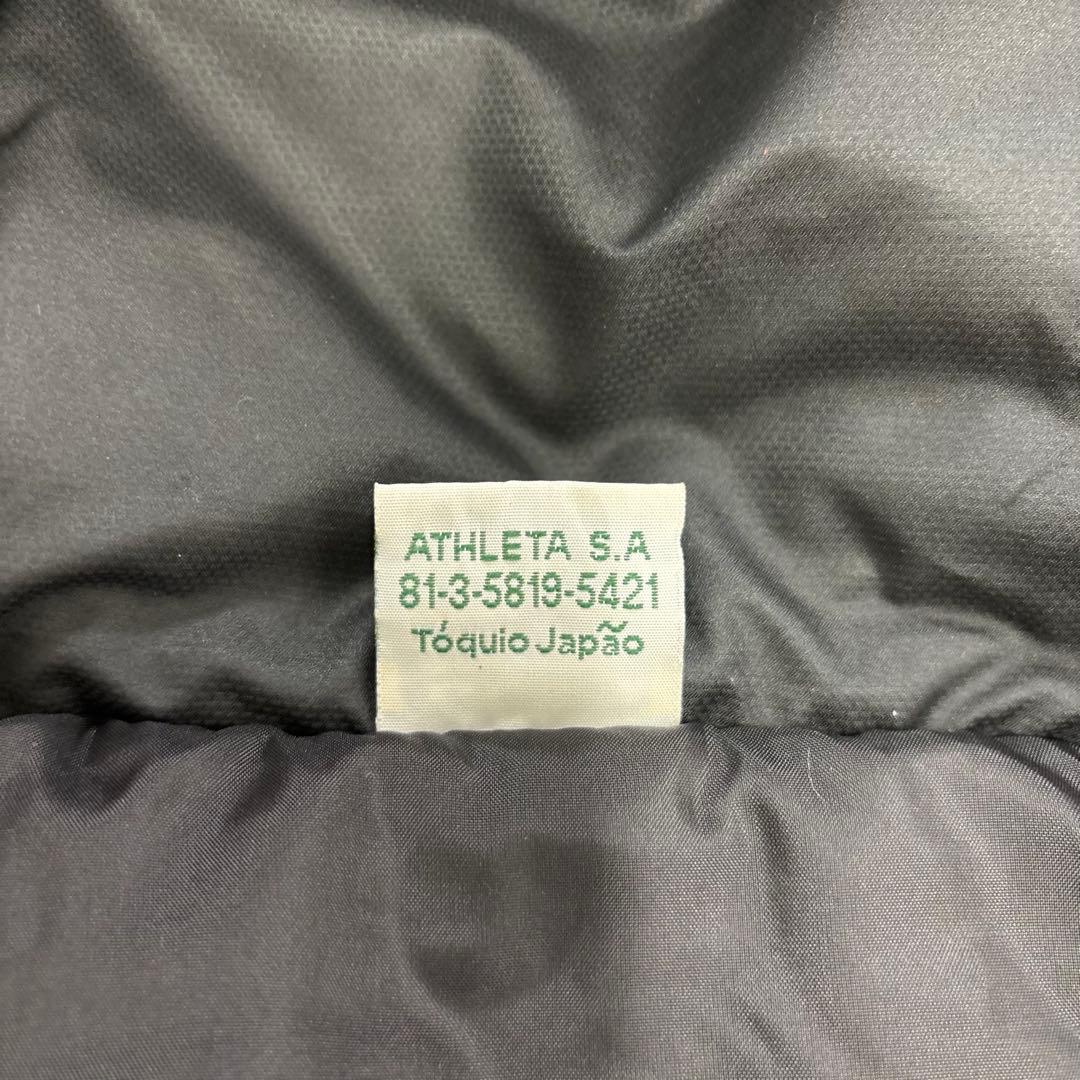 ATHLETA S.A
81-3-5819-5421
Tóquio Japão